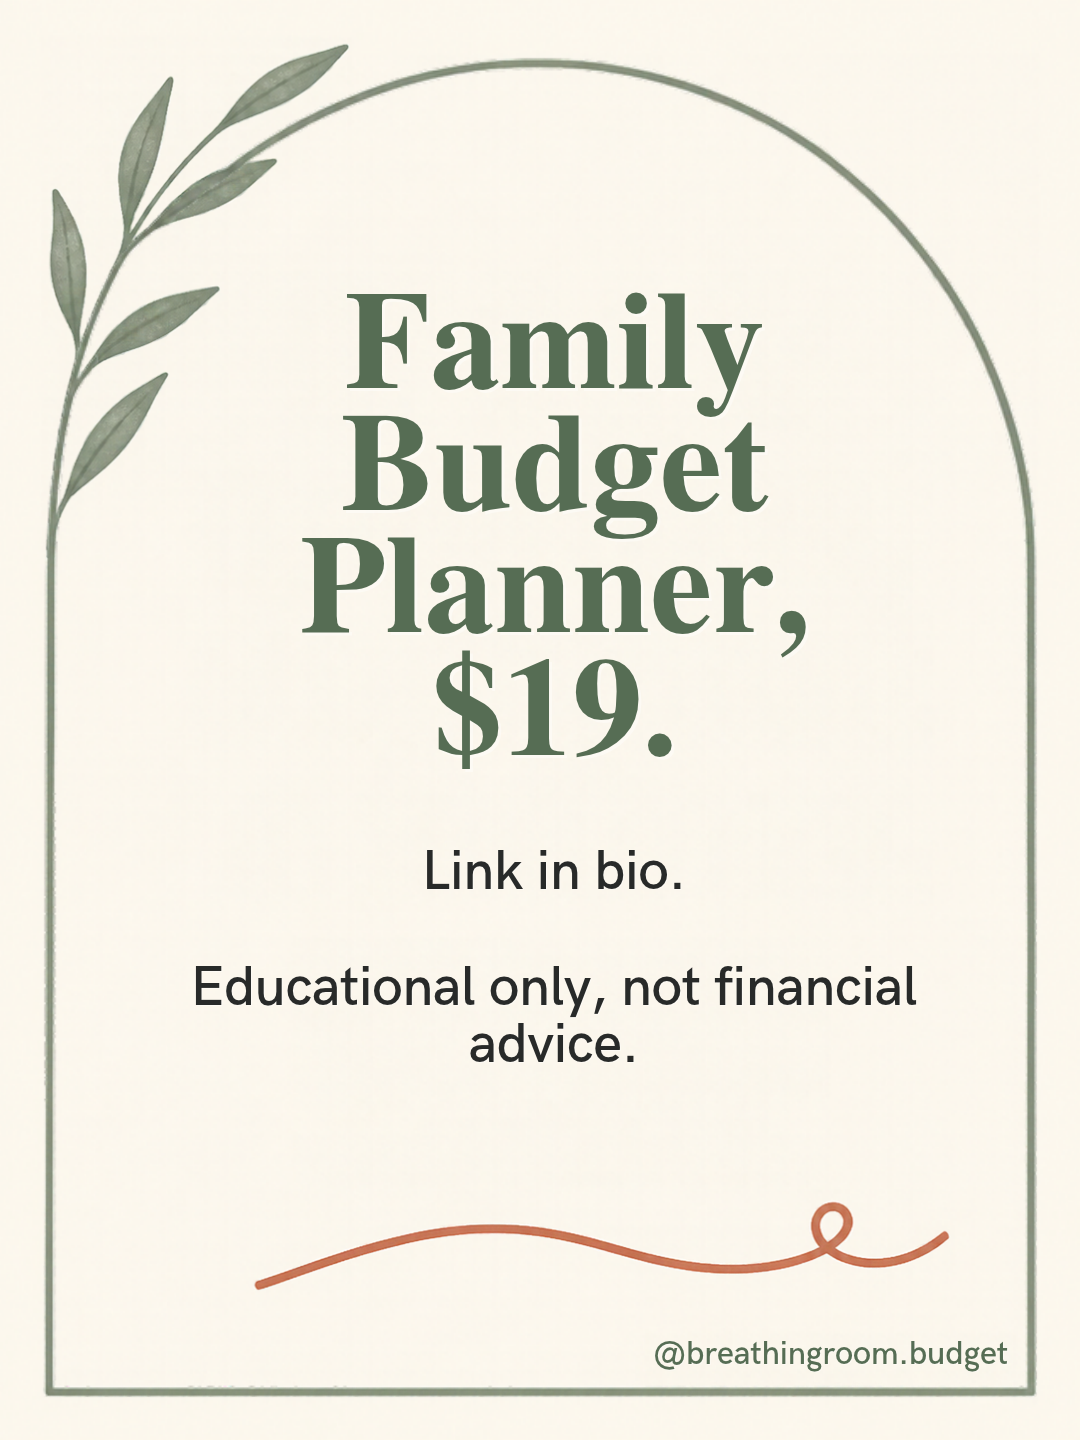 Family
Budget
Planner,
$19.
Link in bio.
Educational only, not financial
advice.
@breathingroom.budget